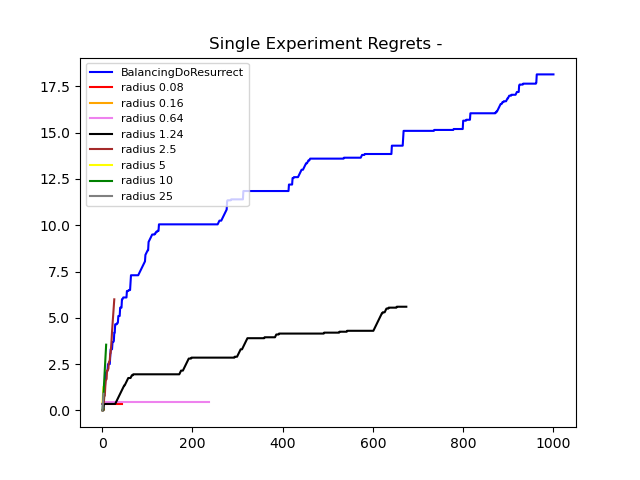 Single Experiment Regrets -
17.5
15.0
12.5
10.0
7.5
5.0
2.5
0.0
BalancingDoResurrect
radius 0.08
radius 0.16
radius 0.64
radius 1.24
radius 2.5
radius 5
radius 10
radius 25
0 200 400 600 800 1000